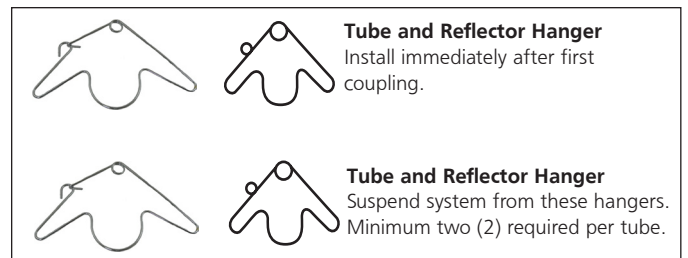 Tube and Reflector Hanger
Install immediately after first
coupling.
Tube and Reflector Hanger
Suspend system from these hangers.
Minimum two (2) required per tube.